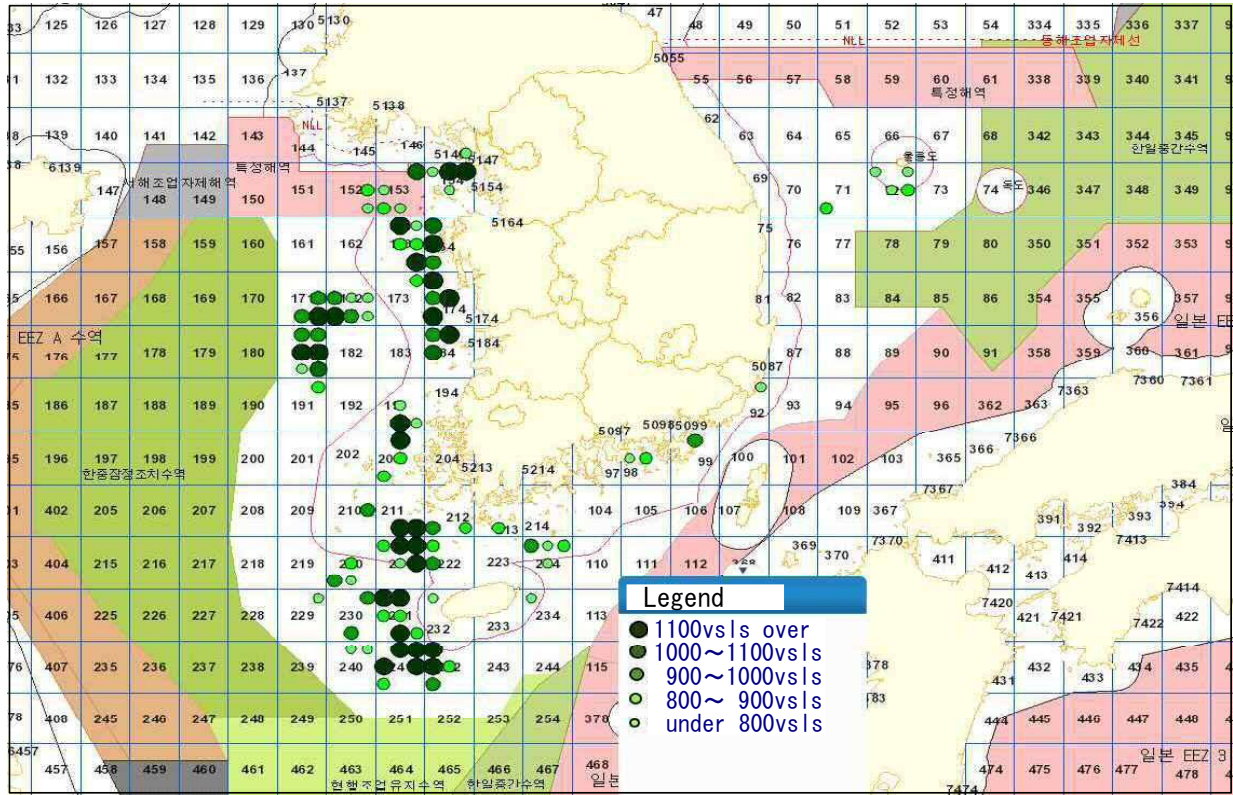 33 125 126 127 128 129 130 5130 47 48 49 50 51 52 53 54 334 335 336 337
NLL 동해조업자제선
5055
132 133 134 135 136 137 55 56 57 58 59 60 61 338 339 340 341
특정해역
5137 5138
139 140 141 142 143 NLL 144 145 146 5147 62 63 64 65 66 67 68 342 343 344 345
한일중간수역
6139 특정해역 울릉도
서해조업자제해역
147 148 149 150 151 152 153 5154 69 70 71 73 74 독도 346 347 348 349
5164
55 156 157 158 159 160 161 162 75 76 77 78 79 80 350 351 352 353
166 167 168 169 170 173 174 5174 81 82 83 84 85 86 354 355 356 357
EEZ A 수역 일본 EE
5184
176 177 178 179 180 182 183 87 88 89 90 91 358 359 360 361
5087 7363 7360 7361
186 187 188 189 190 191 192 194 92 93 94 95 96 362 363
5097 5098 5099 7366
196 197 198 199 200 201 202 204 5213 5214 97 98 99 100 101 102 103 365 366
한중잠정조치수역
7367 384
402 205 206 207 208 209 210 211 212 214 104 105 106 107 108 109 367 391 392 393 394
7370 7413
404 215 216 217 218 219 222 223 110 111 112 368 369 370 411 412 413 414
7414
406 225 226 227 228 229 230 232 233 234 113 7420 421 7421 7422 422
76 407 235 236 237 238 239 240 243 244 115 378 431 432 433 434 435
483
78 408 245 246 247 248 249 250 251 252 253 254 378 444 445 446 447 448
6457 일본 EEZ 3
457 458 459 460 461 462 463 464 465 466 467 468 474 475 476 477 478
현행조업유지수역 한일중간수역 일본
7474
Legend
1100vsls over
1000～1100vsls
900～1000vsls
800～ 900vsls
under 800vsls